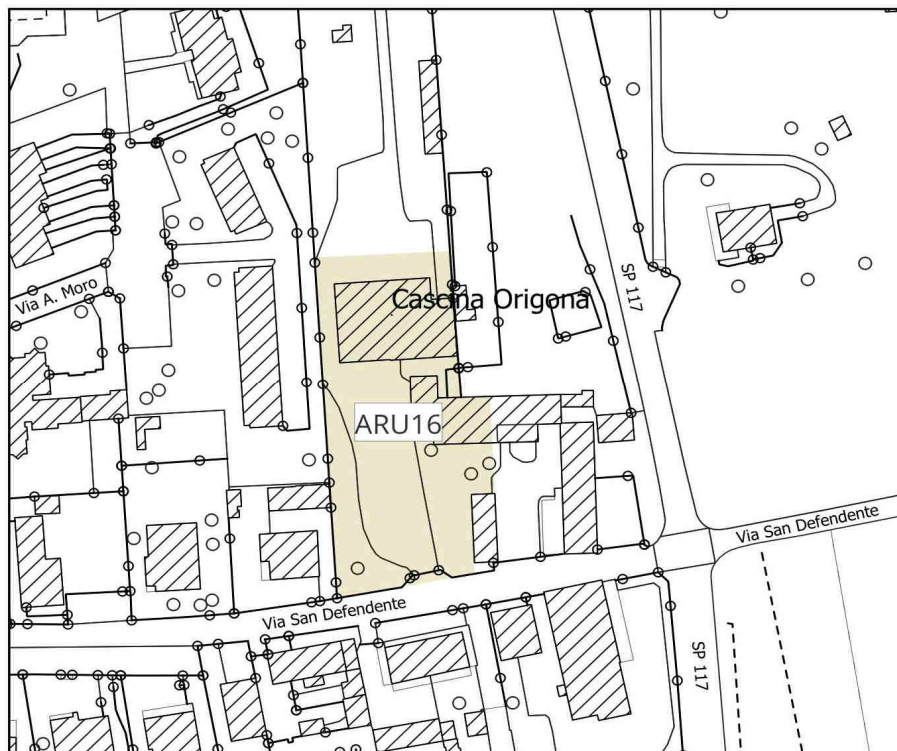 Via A. Moro
Cascina Origona
SP 117
ARU16
Via San Defendente
Via San Defendente
SP 117